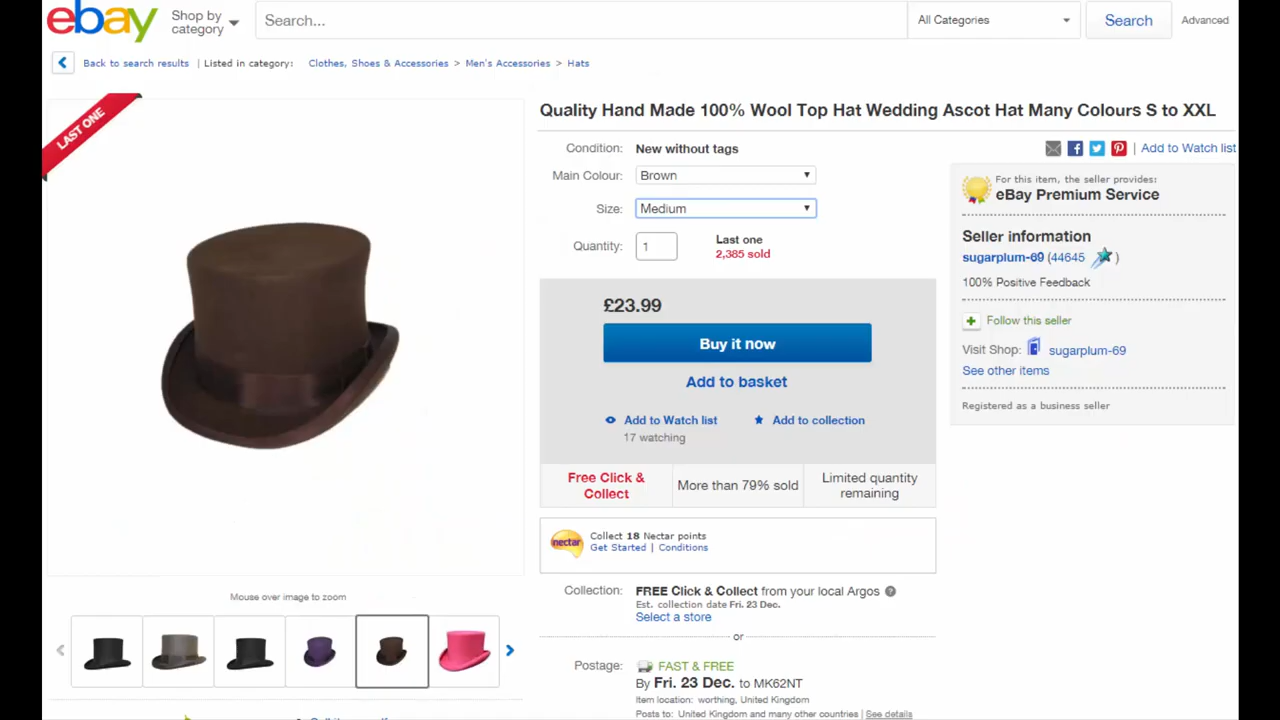 ebay
Shop by
category
Search...
All Categories
Search
Advanced
Back to search results | Listed in category: Clothes, Shoes & Accessories > Men's Accessories > Hats
LAST ONE
Quality Hand Made 100% Wool Top Hat Wedding Ascot Hat Many Colours S to XXL
Condition: New without tags
Main Colour: Brown
Size: Medium
Quantity: 1
Last one
2,385 sold
£23.99
Buy it now
Add to basket
Add to Watch list
17 watching
Add to collection
Free Click &
Collect
More than 79% sold
Limited quantity
remaining
nectar
Collect 18 Nectar points
Get Started | Conditions
Collection: FREE Click & Collect from your local Argos
Est. collection date Fri. 23 Dec.
Select a store
or
Postage: FAST & FREE
By Fri. 23 Dec. to MK62NT
Item location: worthing, United Kingdom
Posts to: United Kingdom and many other countries | See details
| Add to Watch list
For this item, the seller provides:
eBay Premium Service
Seller information
sugarplum-69 (44645 )
100% Positive Feedback
Follow this seller
Visit Shop: sugarplum-69
See other items
Registered as a business seller
Mouse over image to zoom